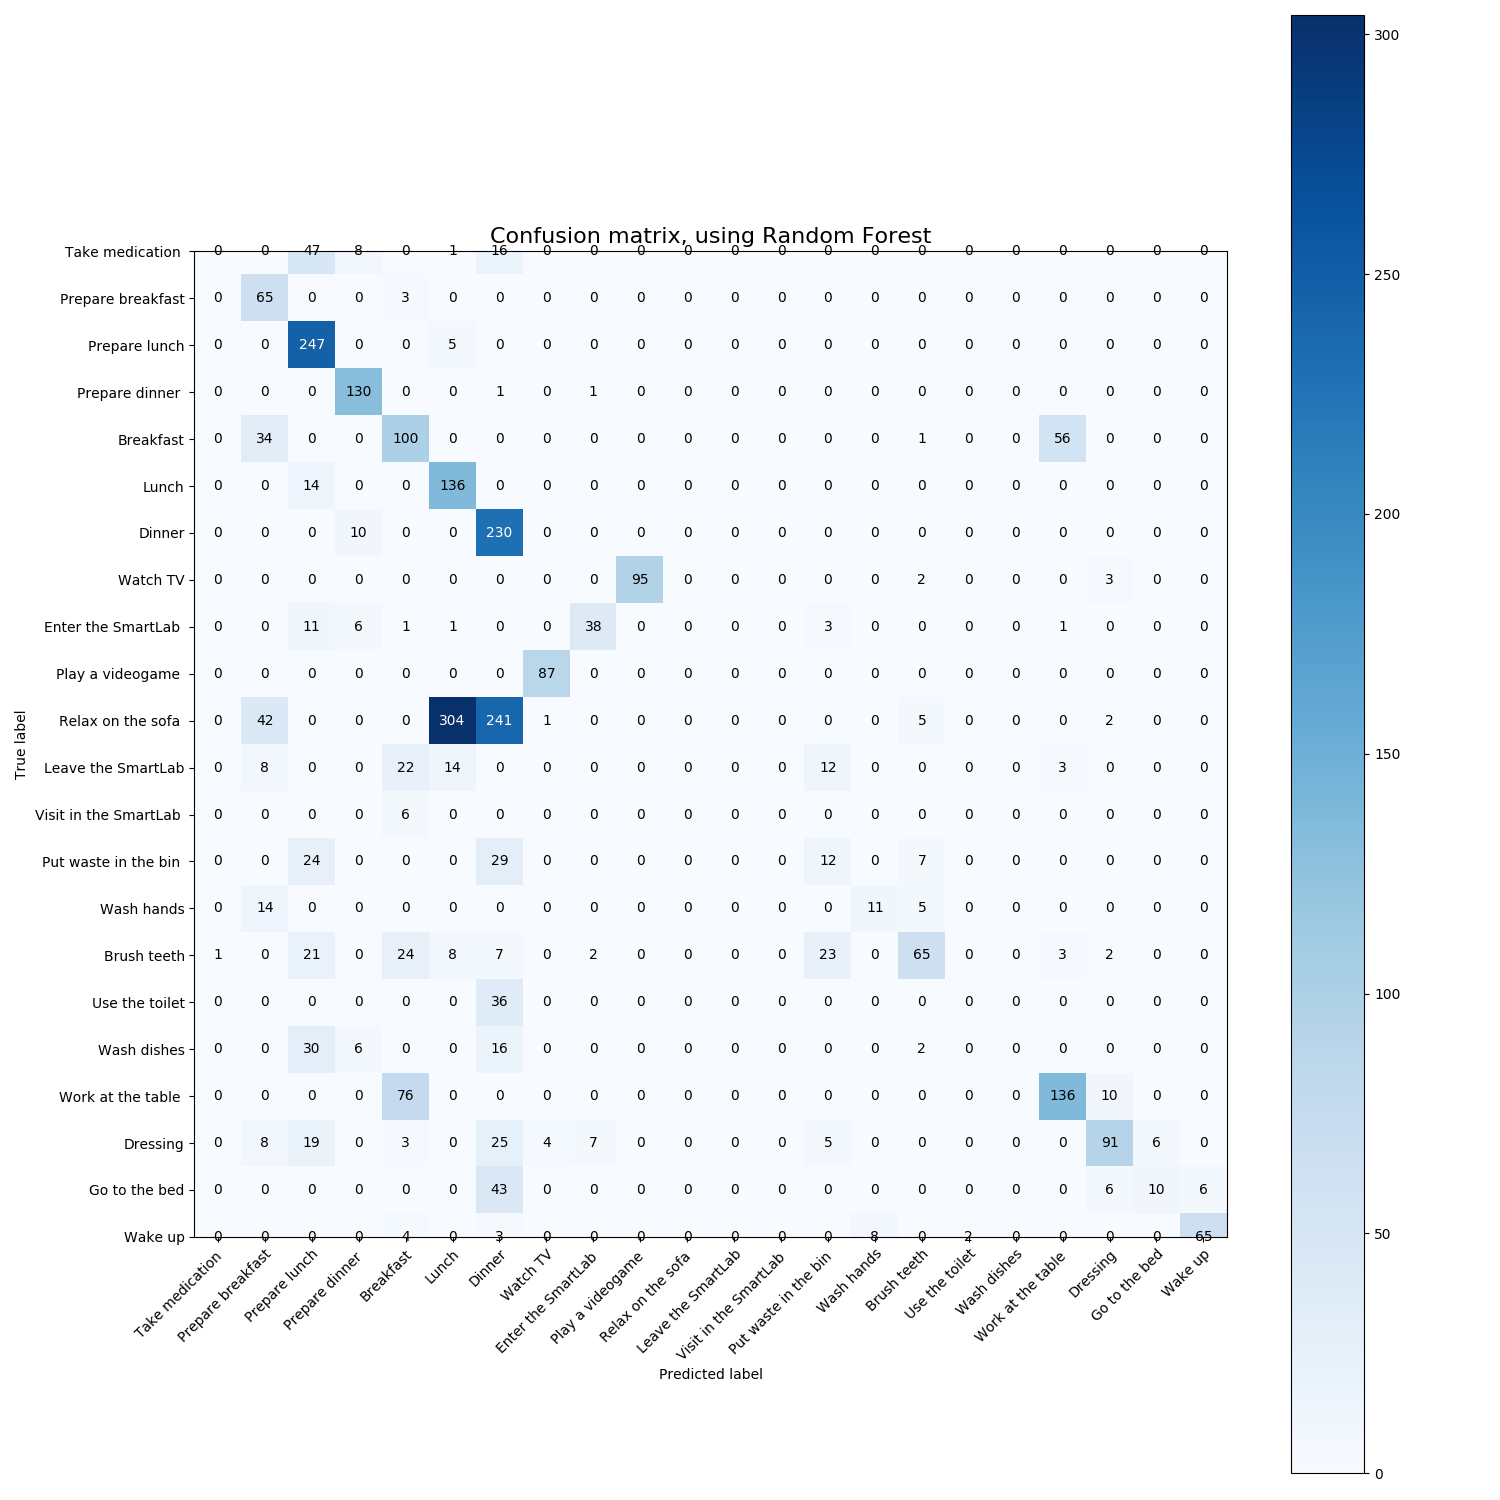 Confusion matrix, using Random Forest
300
250
200
150
100
50
0
True label
Take medication 0 0 47 8 0 1 16 0 0 0 0 0 0 0 0 0 0 0 0 0 0 0
Prepare breakfast 0 65 0 0 3 0 0 0 0 0 0 0 0 0 0 0 0 0 0 0 0 0
Prepare lunch 0 0 247 0 0 5 0 0 0 0 0 0 0 0 0 0 0 0 0 0 0 0
Prepare dinner 0 0 0 130 0 0 1 0 1 0 0 0 0 0 0 0 0 0 0 0 0 0
Breakfast 0 34 0 0 100 0 0 0 0 0 0 0 0 0 0 1 0 0 56 0 0 0
Lunch 0 0 14 0 0 136 0 0 0 0 0 0 0 0 0 0 0 0 0 0 0 0
Dinner 0 0 0 10 0 0 230 0 0 0 0 0 0 0 0 0 0 0 0 0 0 0
Watch TV 0 0 0 0 0 0 0 0 0 95 0 0 0 0 0 2 0 0 0 3 0 0
Enter the SmartLab 0 0 11 6 1 1 0 0 38 0 0 0 0 3 0 0 0 0 1 0 0 0
Play a videogame 0 0 0 0 0 0 0 87 0 0 0 0 0 0 0 0 0 0 0 0 0 0
Relax on the sofa 0 42 0 0 0 304 241 1 0 0 0 0 0 0 0 5 0 0 0 2 0 0
Leave the SmartLab 0 8 0 0 22 14 0 0 0 0 0 0 0 12 0 0 0 0 3 0 0 0
Visit in the SmartLab 0 0 0 0 6 0 0 0 0 0 0 0 0 0 0 0 0 0 0 0 0 0
Put waste in the bin 0 0 24 0 0 0 29 0 0 0 0 0 0 12 0 7 0 0 0 0 0 0
Wash hands 0 14 0 0 0 0 0 0 0 0 0 0 0 0 11 5 0 0 0 0 0 0
Brush teeth 1 0 21 0 24 8 7 0 2 0 0 0 0 23 0 65 0 0 3 2 0 0
Use the toilet 0 0 0 0 0 0 36 0 0 0 0 0 0 0 0 0 0 0 0 0 0 0
Wash dishes 0 0 30 6 0 0 16 0 0 0 0 0 0 0 0 2 0 0 0 0 0 0
Work at the table 0 0 0 0 76 0 0 0 0 0 0 0 0 0 0 0 0 0 136 10 0 0
Dressing 0 8 19 0 3 0 25 4 7 0 0 0 0 5 0 0 0 0 0 91 6 0
Go to the bed 0 0 0 0 0 0 43 0 0 0 0 0 0 0 0 0 0 0 0 6 10 6
Wake up 0 0 0 0 4 0 3 0 0 0 0 0 0 0 8 0 2 0 0 0 0 65
Take medication
Prepare breakfast
Prepare lunch
Prepare dinner
Breakfast
Lunch
Dinner
Watch TV
Enter the SmartLab
Play a videogame
Relax on the sofa
Leave the SmartLab
Visit in the SmartLab
Put waste in the bin
Wash hands
Brush teeth
Use the toilet
Wash dishes
Work at the table
Dressing
Go to the bed
Wake up
Predicted label